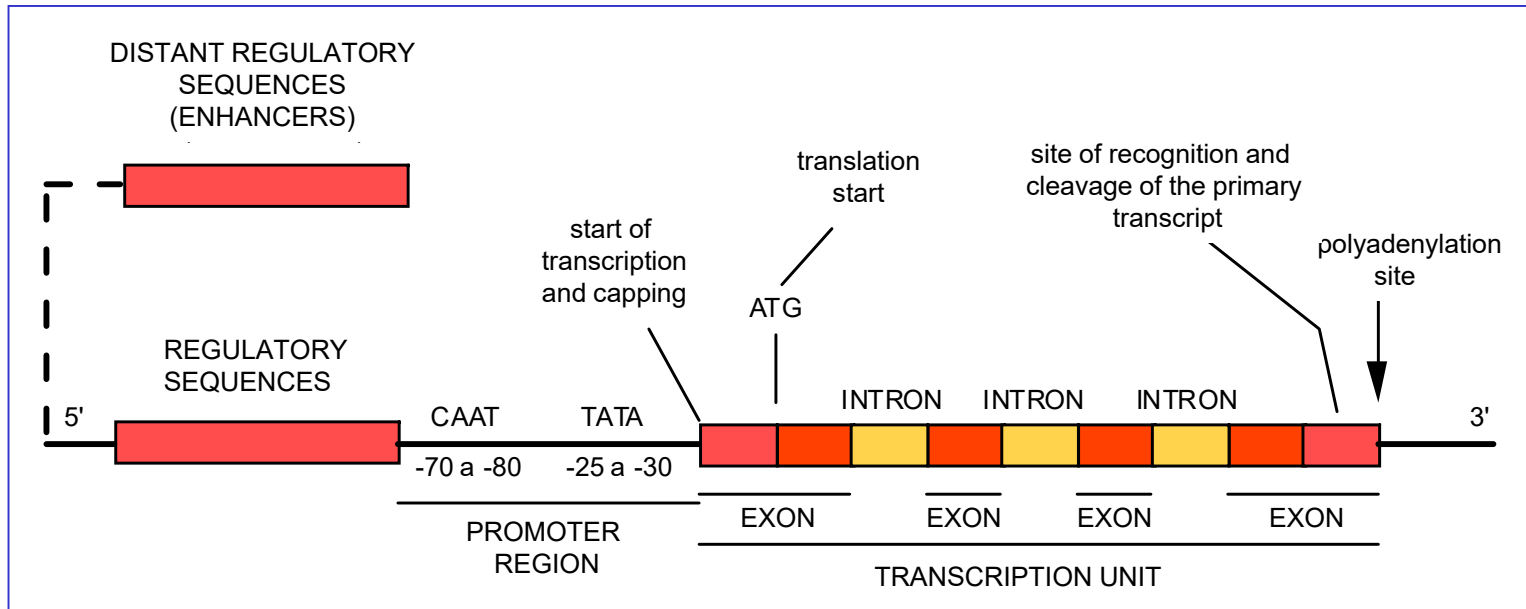 DISTANT REGULATORY
SEQUENCES
(ENHANCERS)
translation
start
site of recognition and
cleavage of the primary
transcript
start of
transcription
and capping
polyadenylation
site
ATG
REGULATORY
SEQUENCES
5'
CAAT
TATA
INTRON
INTRON
INTRON
3'
-70 a -80
-25 a -30
EXON
EXON
EXON
EXON
PROMOTER
REGION
TRANSCRIPTION UNIT